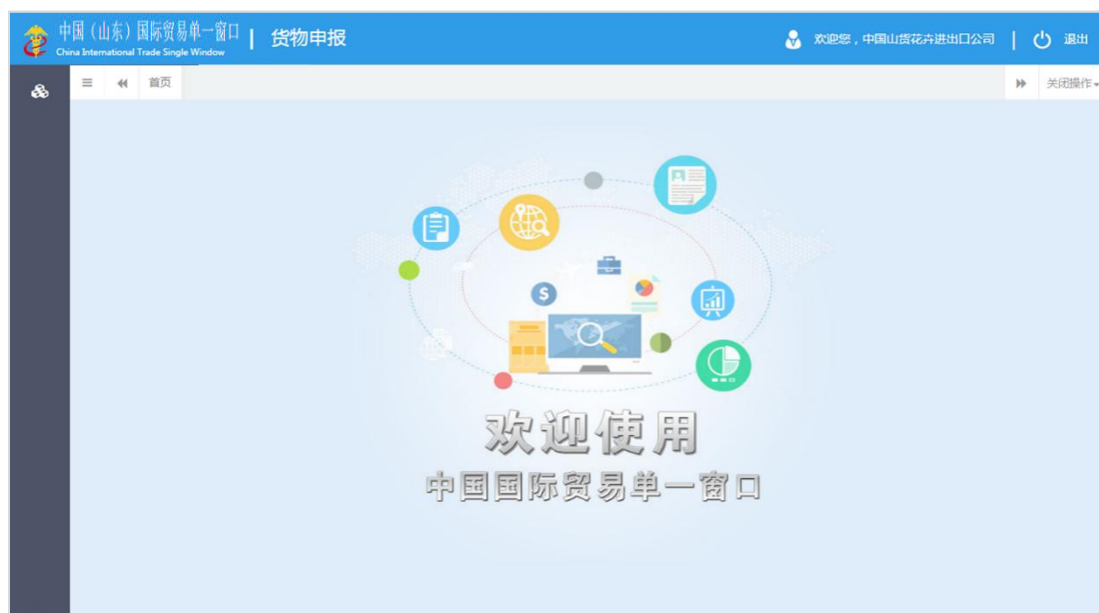 中国（山东）国际贸易单一窗口 | 货物申报
China International Trade Single Window
欢迎您，中国山货花卉进出口公司 | 退出
首页
关闭操作
欢迎使用
中国国际贸易单一窗口